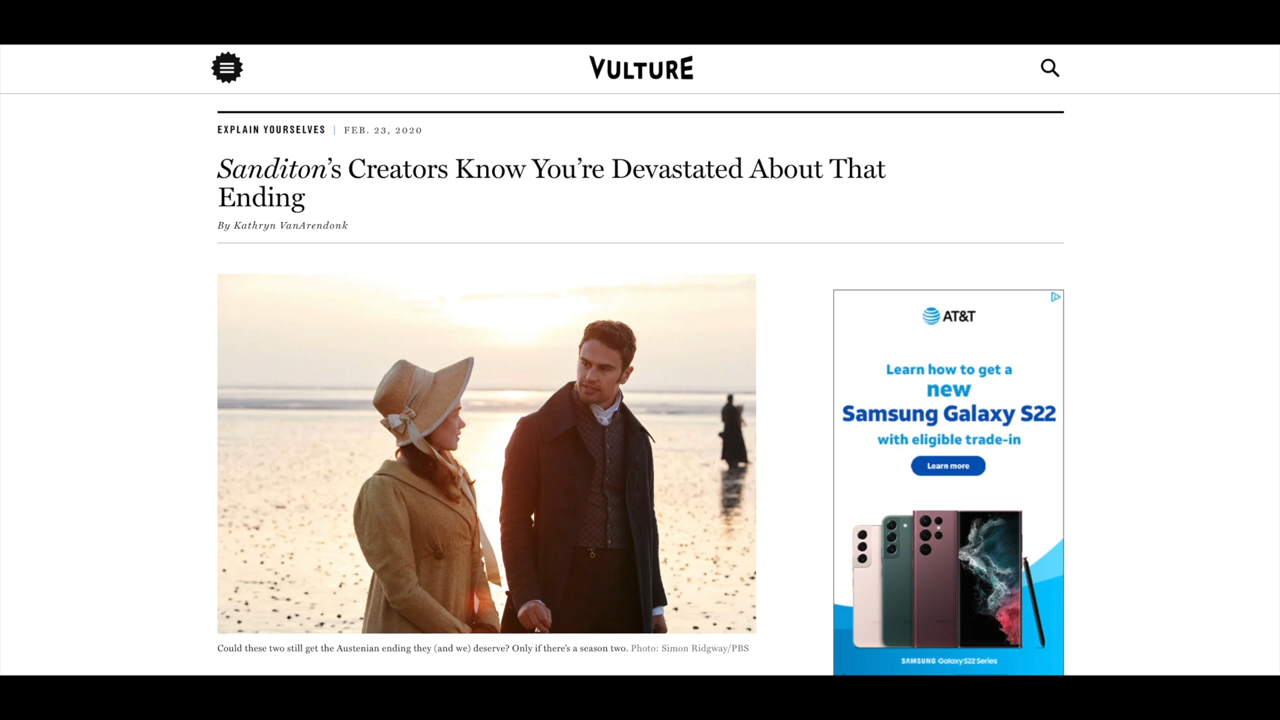 VULTURE
EXPLAIN YOURSELVES | FEB. 23, 2020
Sanditon's Creators Know You're Devastated About That
Ending
By Kathryn VanArendonk
Could these two still get the Austenian ending they (and we) deserve? Only if there's a season two. Photo: Simon Ridgway/PBS
AT&T
Learn how to get a
new
Samsung Galaxy S22
with eligible trade-in
Learn more
SAMSUNG Galaxy S22 Series